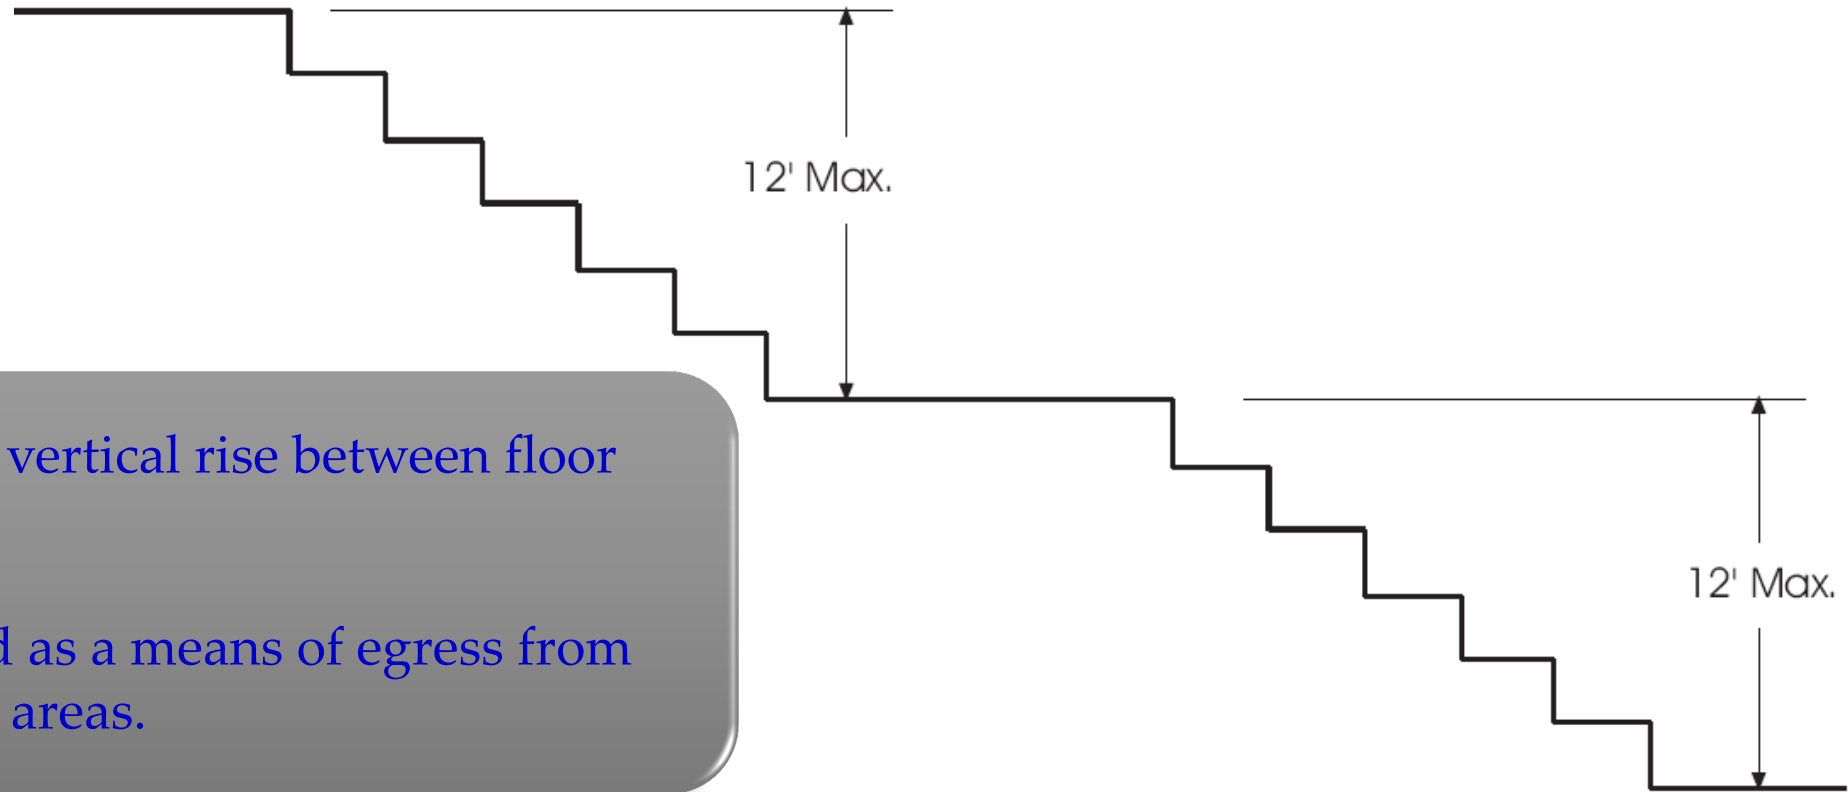 12' Max.
vertical rise between floor
12' Max.
as a means of egress from
areas.